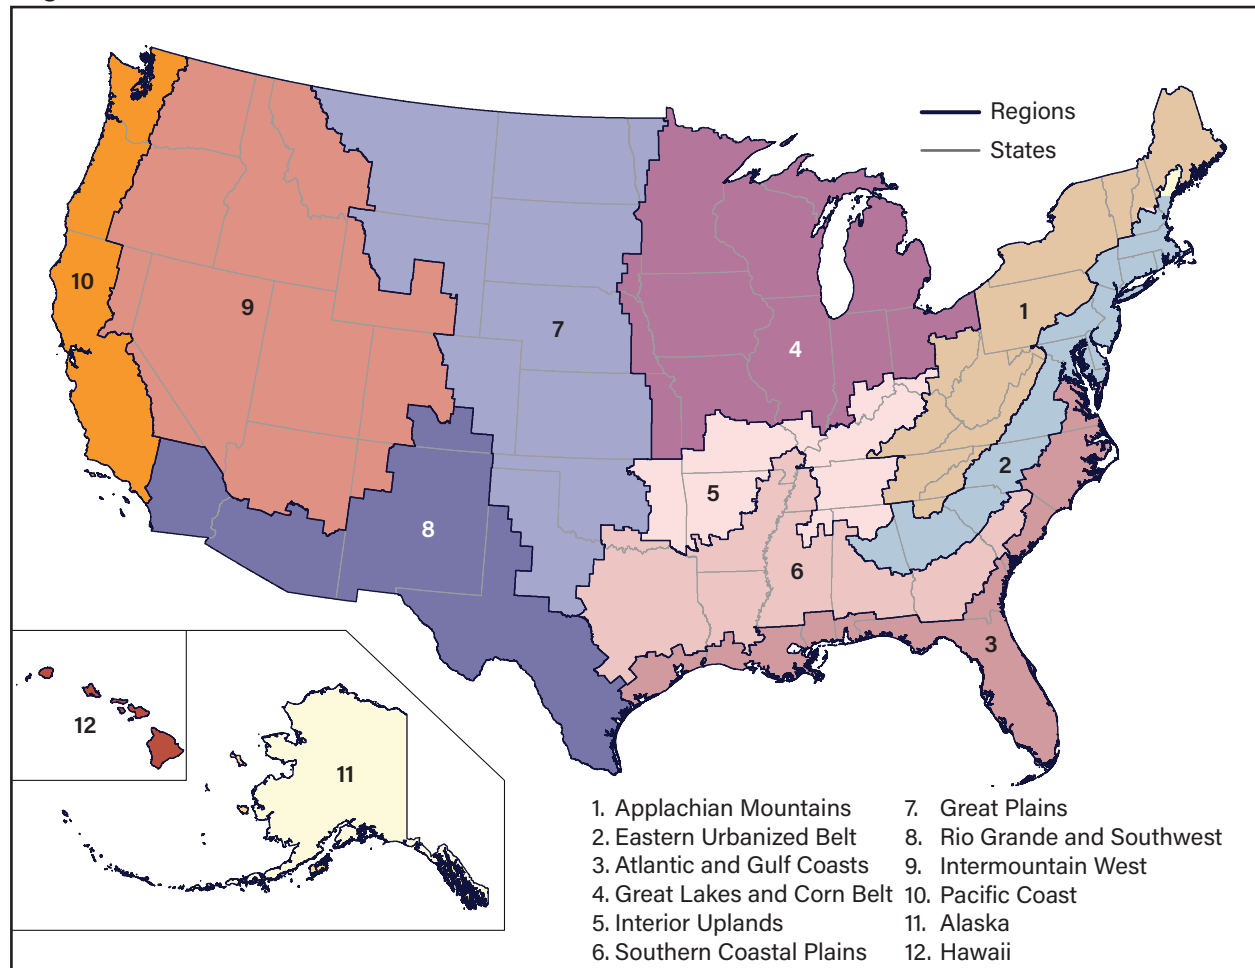 Regions
States
10
9
7
4
1
5
2
8
6
3
12
11
1. Applachian Mountains
2. Eastern Urbanized Belt
3. Atlantic and Gulf Coasts
4. Great Lakes and Corn Belt
5. Interior Uplands
6. Southern Coastal Plains
7. Great Plains
8. Rio Grande and Southwest
9. Intermountain West
10. Pacific Coast
11. Alaska
12. Hawaii